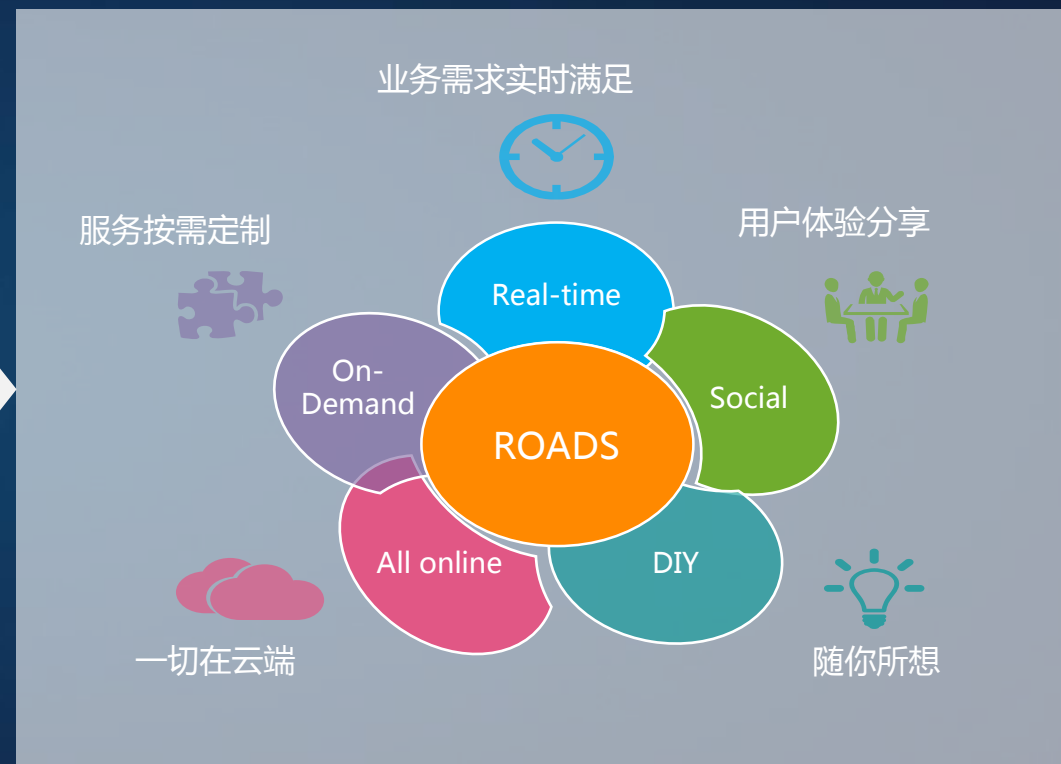 业务需求实时满足
服务按需定制
用户体验分享
Real-time
On-
Demand
Social
ROADS
All online
DIY
一切在云端
随你所想